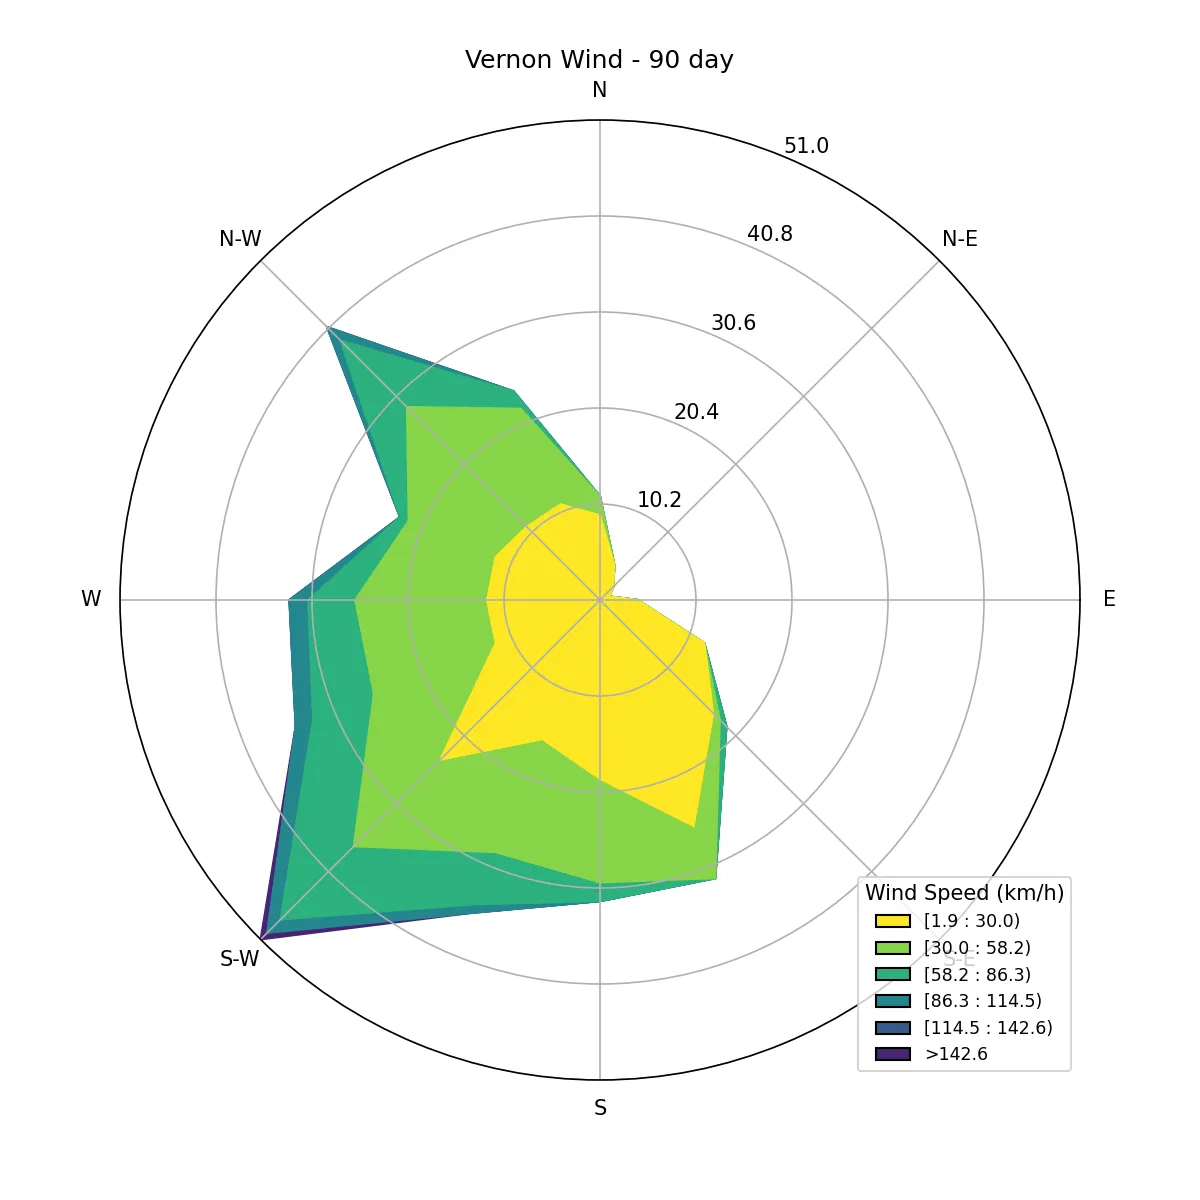 Vernon Wind - 90 day
N
51.0
N-W
40.8
N-E
30.6
20.4
10.2
W
E
S-W
S-E
S
Wind Speed (km/h)
[1.9 : 30.0)
[30.0 : 58.2)
[58.2 : 86.3)
[86.3 : 114.5)
[114.5 : 142.6)
>142.6